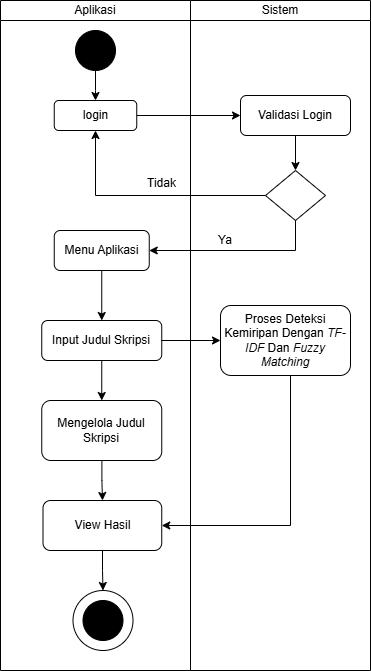 Aplikasi
Sistem
login
Validasi Login
Tidak
Ya
Menu Aplikasi
Input Judul Skripsi
Proses Deteksi
Kemiripan Dengan TF-
IDF Dan Fuzzy
Matching
Mengelola Judul
Skripsi
View Hasil